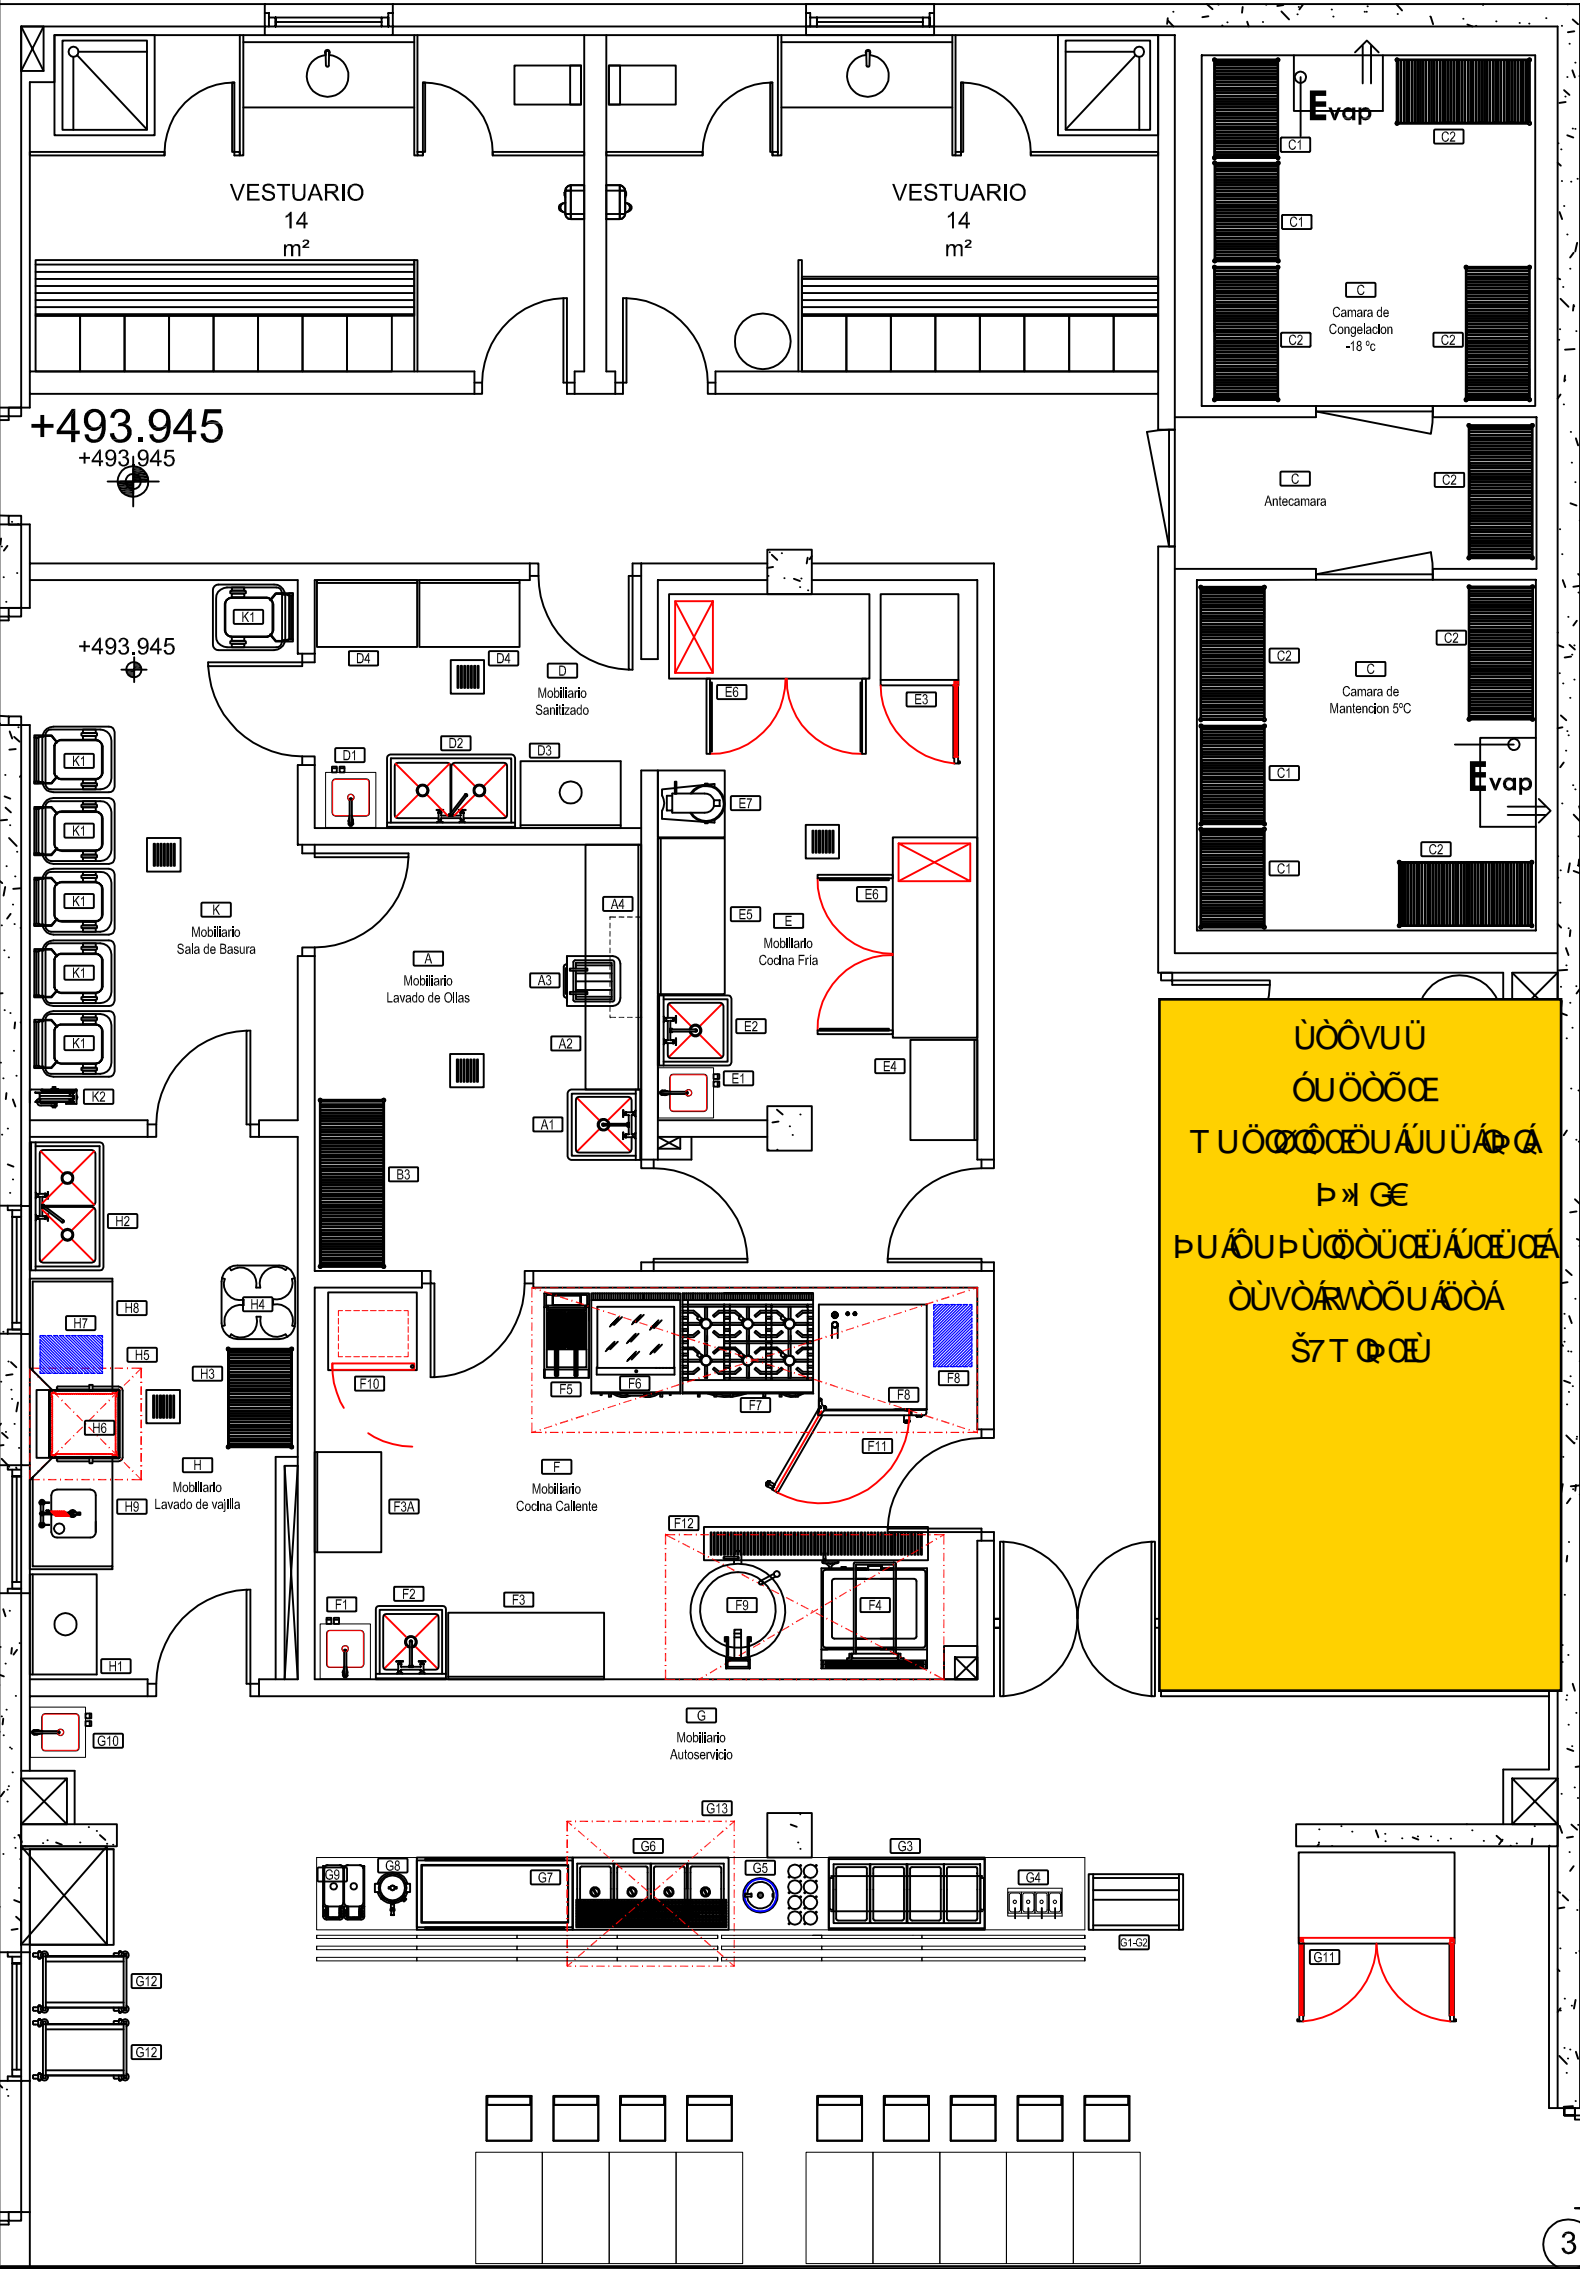 VESTUARIO
14
m²
VESTUARIO
14
m²
Evap
C1
C2
C1
C
Camara de
Congelacion
-18 ºc
C2
C2
+493.945
+493.945
C
Antecamara
C2
K1
+493.945
D4
D4
D
Mobiliario
Sanitizado
E6
E3
C2
C2
C
Camara de
Mantencion 5ºC
K1
D1
D2
D3
C1
Evap
E7
K1
C2
C1
K1
K
Mobiliario
Sala de Basura
A4
E6
E5
E
Mobiliario
Cocina Fria
A
Mobiliario
Lavado de Ollas
K1
A3
K1
A2
E2
E4
E1
K2
A1
B3
H2
H4
H8
H7
H5
H3
H6
H
Mobiliario
Lavado de vajilla
H9
H1
F10
F5
F6
F7
F8
F8
F11
F
Mobiliario
Cocina Caliente
F3A
F12
F1
F2
F3
F9
F4
ÙÒÔVUÜ
G10
G
Mobiliario
Autoservicio
G13
G9
G8
G7
G6
G5
G3
G4
G1-G2
G11
G12
G12
3